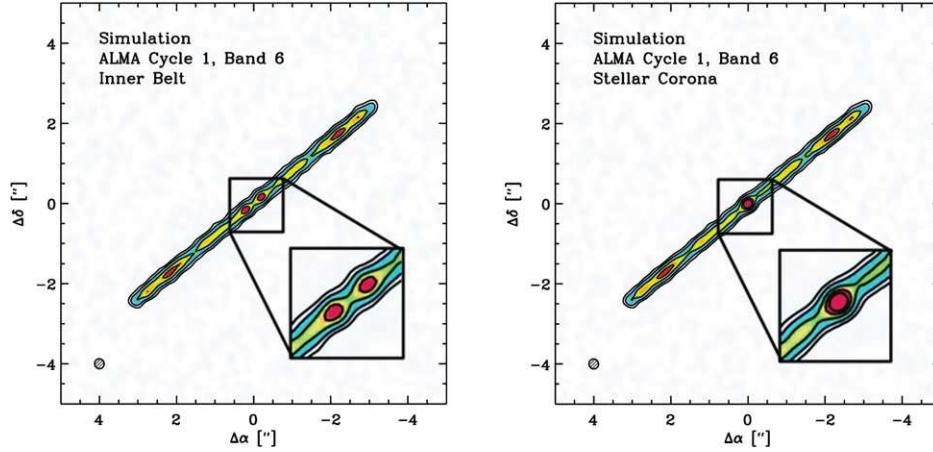 Simulation
ALMA Cycle 1, Band 6
Inner Belt
Δδ ["]
4
2
0
-2
-4
4
2
0
-2
-4
Δα ["]
Simulation
ALMA Cycle 1, Band 6
Stellar Corona
Δδ ["]
4
2
0
-2
-4
4
2
0
-2
-4
Δα ["]